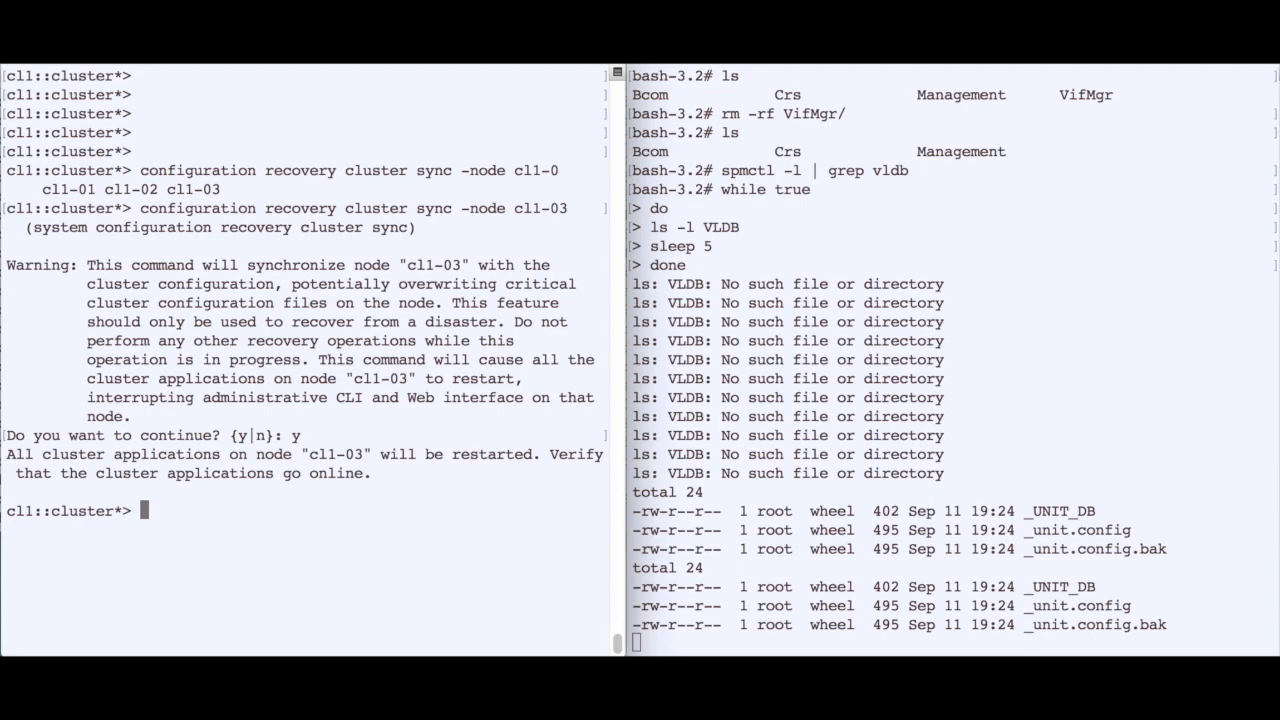 [cl1::cluster*> ]
[cl1::cluster*> ]
[cl1::cluster*> ]
[cl1::cluster*> ]
[cl1::cluster*> ]
cl1::cluster*> configuration recovery cluster sync -node cl1-0
    cl1-01 cl1-02 cl1-03
[cl1::cluster*> configuration recovery cluster sync -node cl1-03 ]
  (system configuration recovery cluster sync)
Warning: This command will synchronize node "cl1-03" with the
         cluster configuration, potentially overwriting critical
         cluster configuration files on the node. This feature
         should only be used to recover from a disaster. Do not
         perform any other recovery operations while this
         operation is in progress. This command will cause all the
         cluster applications on node "cl1-03" to restart,
         interrupting administrative CLI and Web interface on that
         node.
[Do you want to continue? {y|n}: y ]
All cluster applications on node "cl1-03" will be restarted. Verify
 that the cluster applications go online.
cl1::cluster*>
[bash-3.2# ls ]
Bcom            Crs             Management      VifMgr
[bash-3.2# rm -rf VifMgr/ ]
[bash-3.2# ls ]
Bcom            Crs             Management
[bash-3.2# spmctl -l | grep vldb ]
[bash-3.2# while true ]
[> do ]
[> ls -l VLDB ]
[> sleep 5 ]
[> done ]
ls: VLDB: No such file or directory
ls: VLDB: No such file or directory
ls: VLDB: No such file or directory
ls: VLDB: No such file or directory
ls: VLDB: No such file or directory
ls: VLDB: No such file or directory
ls: VLDB: No such file or directory
ls: VLDB: No such file or directory
ls: VLDB: No such file or directory
ls: VLDB: No such file or directory
ls: VLDB: No such file or directory
total 24
-rw-r--r--  1 root  wheel  402 Sep 11 19:24 _UNIT_DB
-rw-r--r--  1 root  wheel  495 Sep 11 19:24 _unit.config
-rw-r--r--  1 root  wheel  495 Sep 11 19:24 _unit.config.bak
total 24
-rw-r--r--  1 root  wheel  402 Sep 11 19:24 _UNIT_DB
-rw-r--r--  1 root  wheel  495 Sep 11 19:24 _unit.config
-rw-r--r--  1 root  wheel  495 Sep 11 19:24 _unit.config.bak